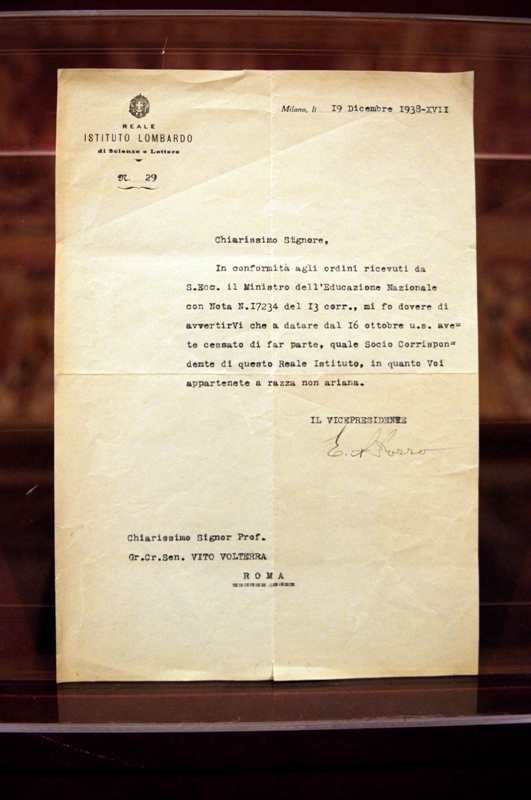 REALE
ISTITUTO LOMBARDO
di Scienze e Lettere
N. 29
Milano, li 19 Dicembre 1938-XVII
Chiarissimo Signore,
In conformità agli ordini ricevuti da
S.Ecc. il Ministro dell'Educazione Nazionale
con Nota N.I7234 del I3 corr., mi fo dovere di
avvertirVi che a datare dal 16 ottobre u.s. ave=
te cessato di far parte, quale Socio Corrispon=
dente di questo Reale Istituto, in quanto Voi
appartenete a razza non ariana.
IL VICEPRESIDENTE
Chiarissimo Signor Prof.
Gr.Cr.Sen. VITO VOLTERRA
ROMA